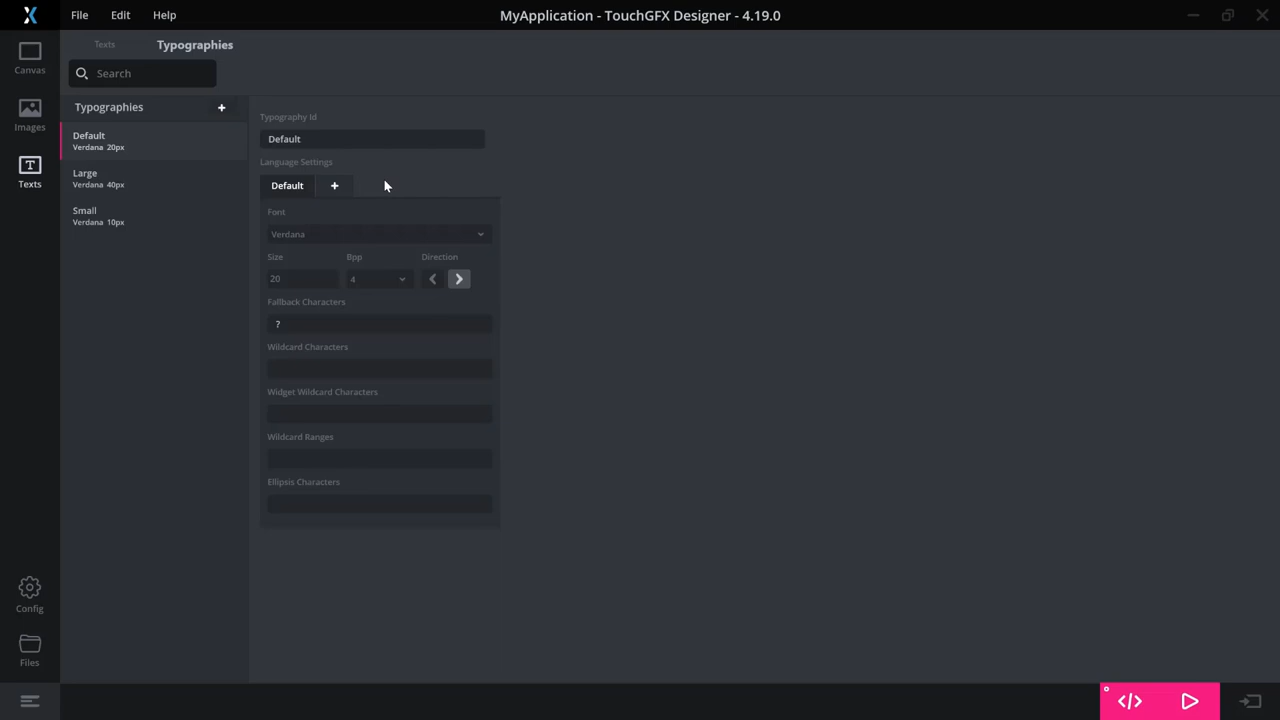 File Edit Help MyApplication - TouchGFX Designer - 4.19.0
Canvas
Images
Texts
Config
Files
Texts Typographies
Search
Typographies +
Default
Verdana 20px
Large
Verdana 40px
Small
Verdana 10px
Typography Id
Default
Language Settings
Default +
Font
Verdana
Size Bpp Direction
20 4
Fallback Characters
?
Wildcard Characters
Widget Wildcard Characters
Wildcard Ranges
Ellipsis Characters